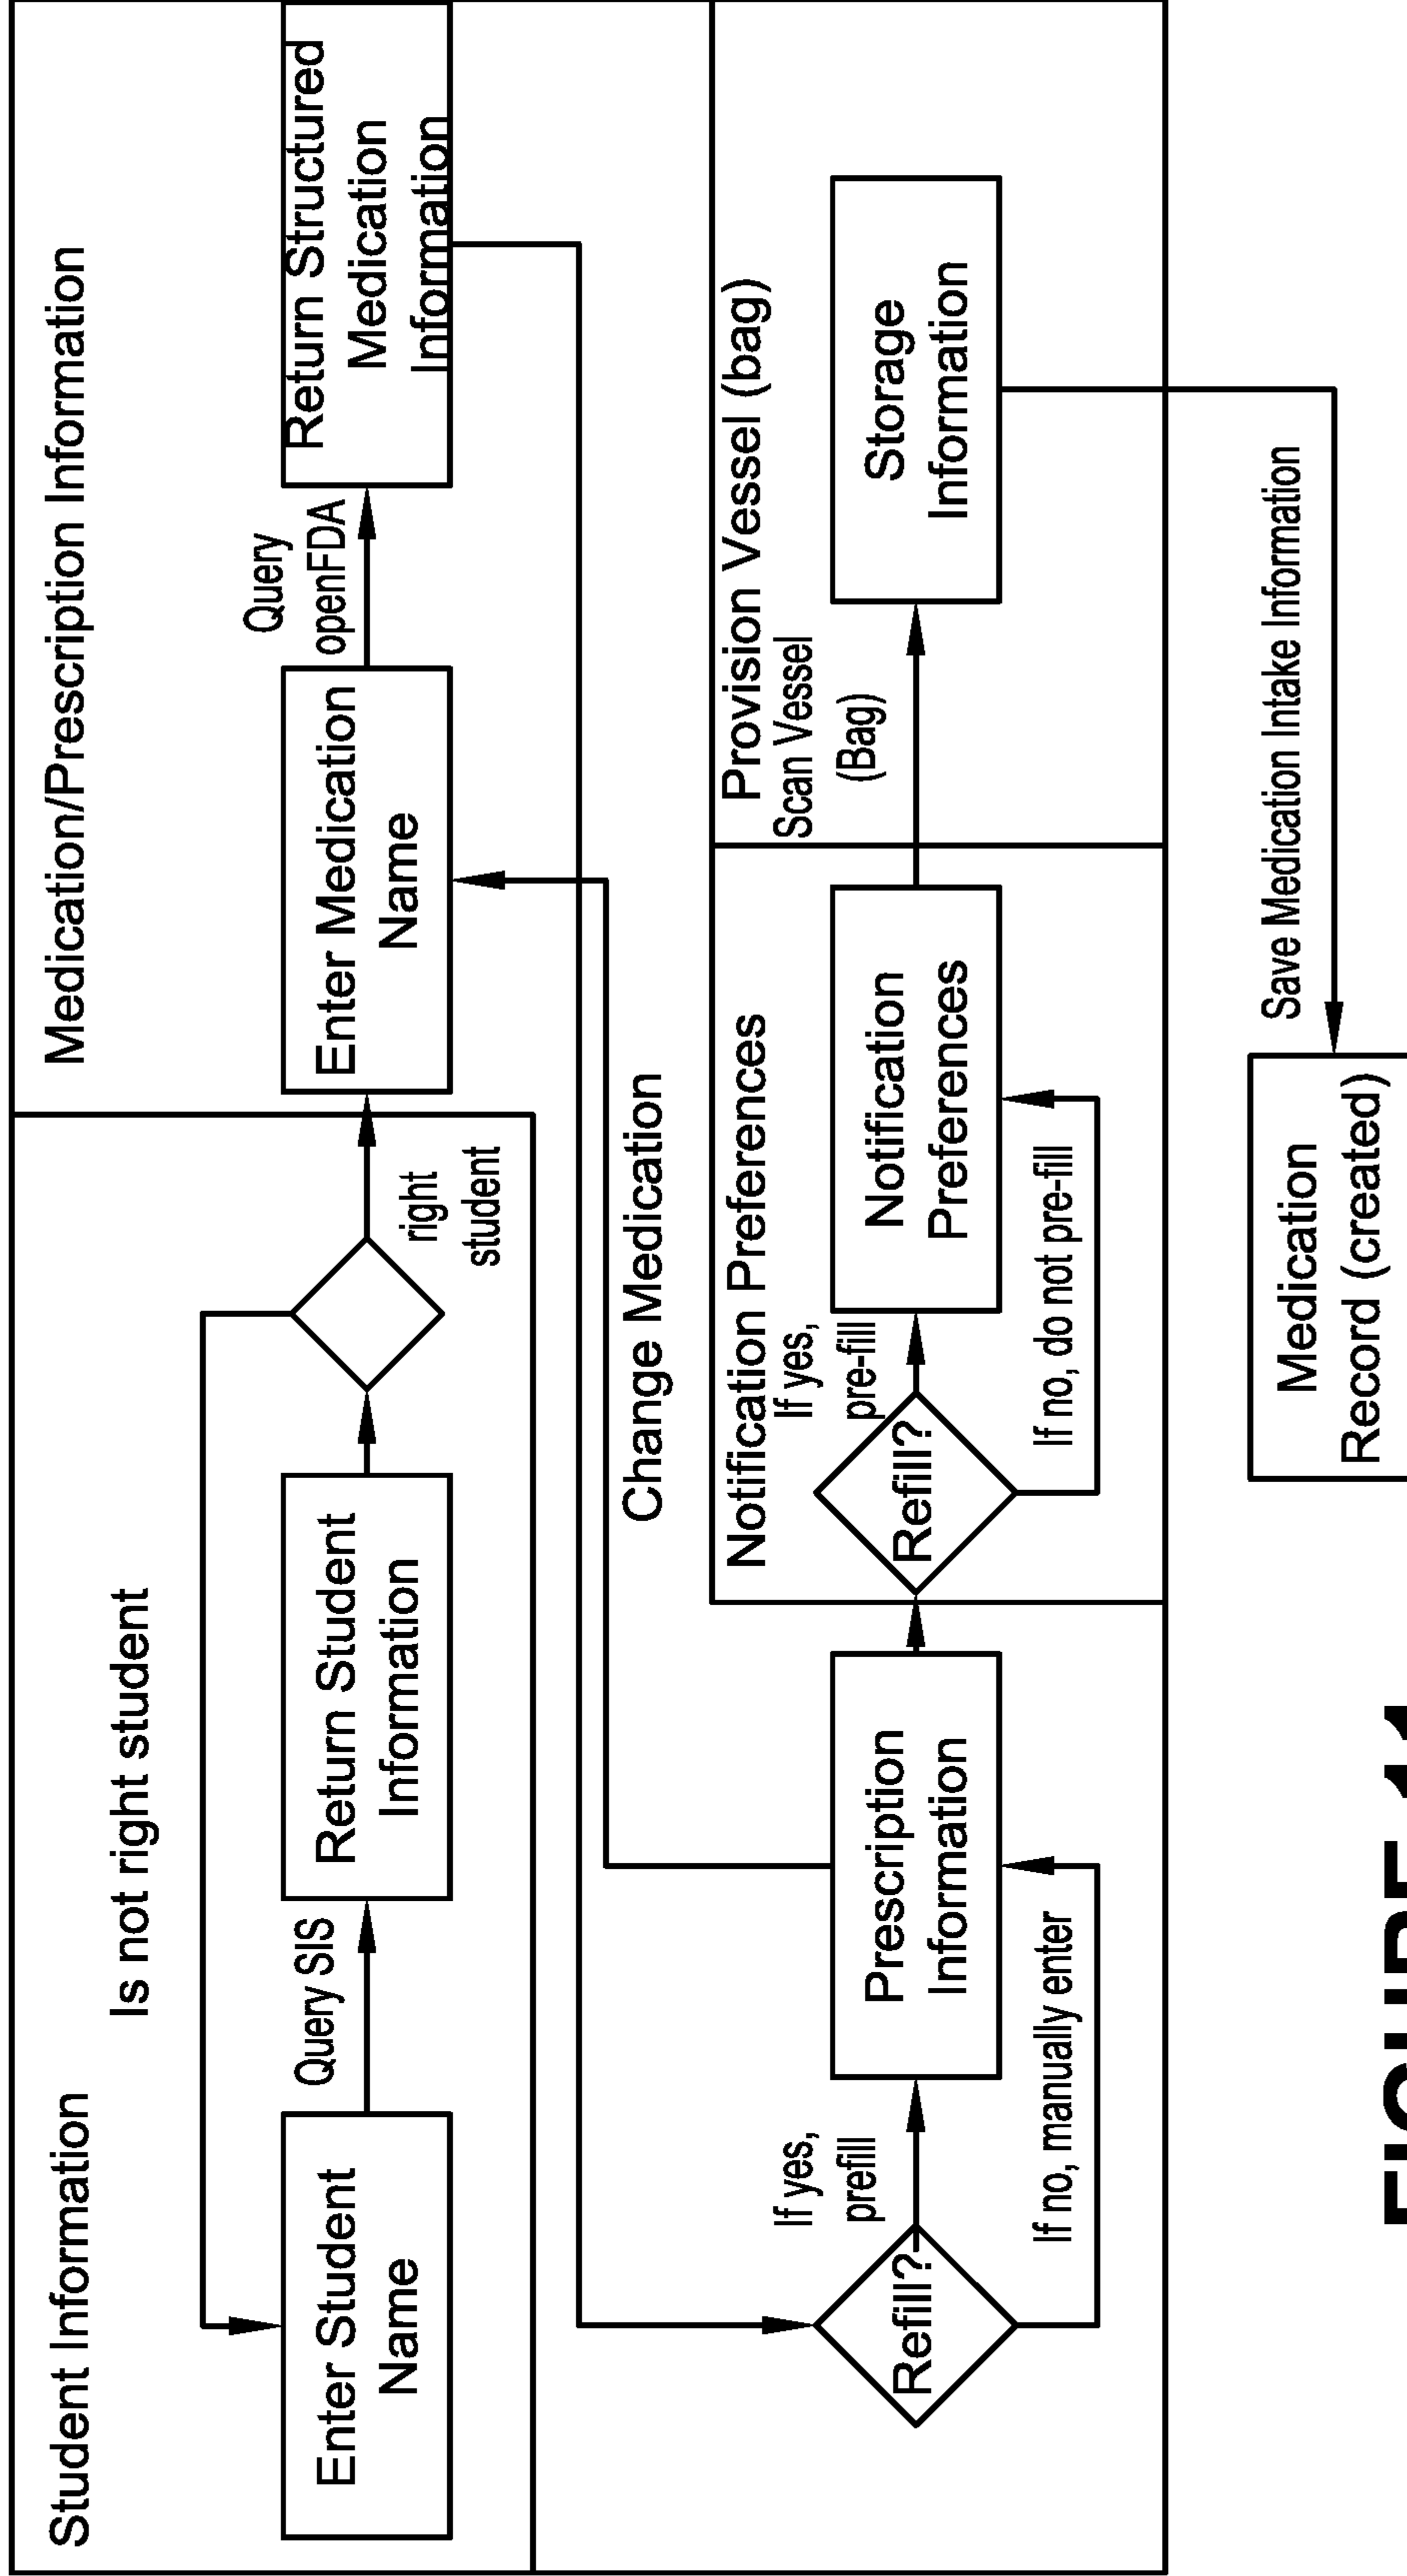 Student Information
Is not right student
Medication/Prescription Information
Enter Student
Name
Query SIS
Return Student
Information
right
student
Enter Medication
Name
Query
openFDA
Return Structured
Medication
Information
Change Medication
Refill?
If yes,
prefill
If no, manually enter
Prescription
Information
Notification Preferences
Refill?
If yes,
pre-fill
If no, do not pre-fill
Notification
Preferences
Provision Vessel (bag)
Scan Vessel
(Bag)
Storage
Information
Save Medication Intake Information
Medication
Record (created)
FIGURE 11